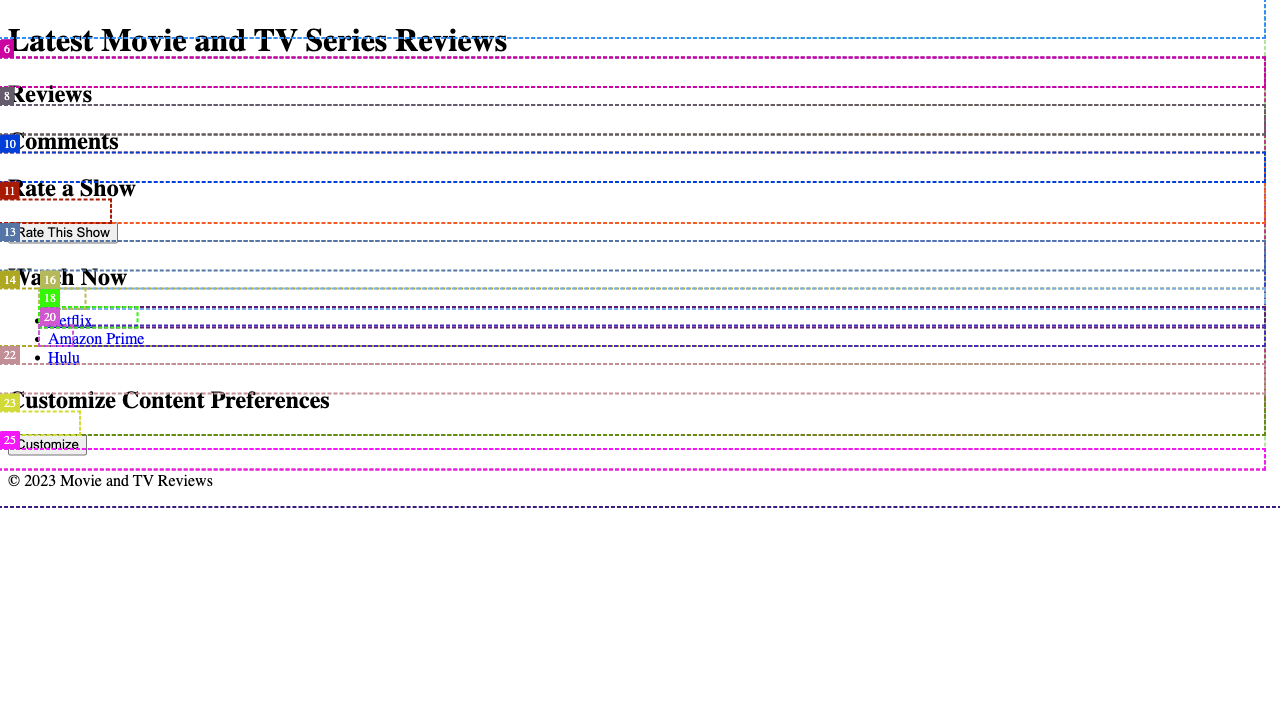 Latest Movie and TV Series Reviews
6
Reviews
8
Comments
10
Rate a Show
11
Rate This Show
13
Watch Now
14
16
18
Netflix
20
Amazon Prime
Hulu
22
Customize Content Preferences
23
Customize
25
© 2023 Movie and TV Reviews